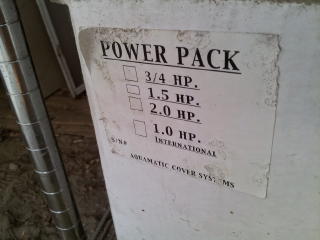 POWER PACK
3/4 HP.
1.5 HP.
2.0 HP.
1.0 HP.
INTERNATIONAL
S/N#
AQUAMATIC COVER SYSTEMS